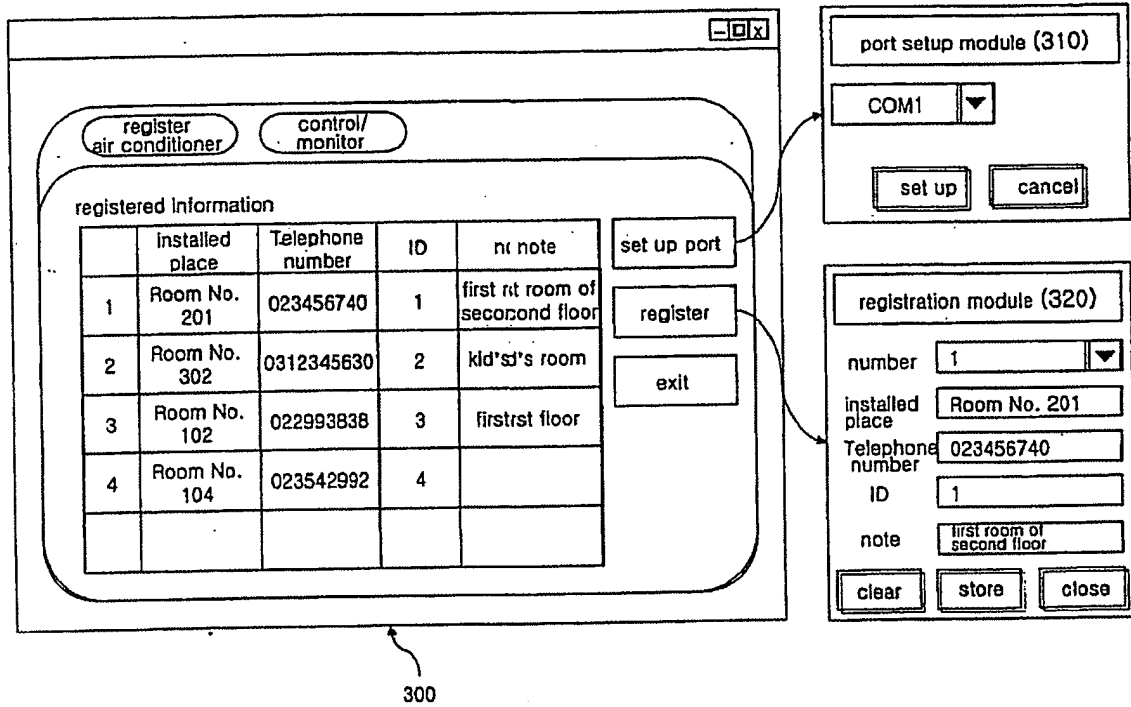 register
air conditioner
control/
monitor
registered information
installed
place
Telephone
number
ID
note
1
Room No.
201
023456740
1
first room of
second floor
2
Room No.
302
0312345630
2
kid's room
3
Room No.
102
022993838
3
first floor
4
Room No.
104
023542992
4
set up port
register
exit
300
port setup module (310)
COM1
set up
cancel
registration module (320)
number
1
installed
place
Room No. 201
Telephone
number
023456740
ID
1
note
first room of
second floor
clear
store
close